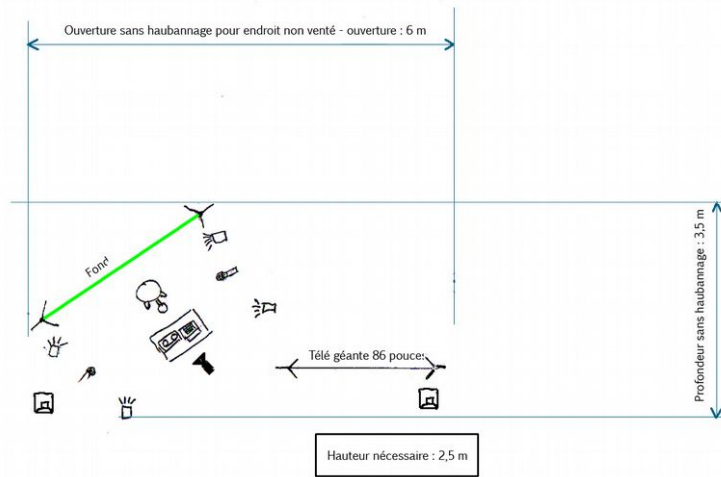 Ouverture sans haubannage pour endroit non venté - ouverture : 6 m
Fond
Profondeur sans haubannage : 3,5 m
Télé géante 86 pouces
Hauteur nécessaire : 2,5 m